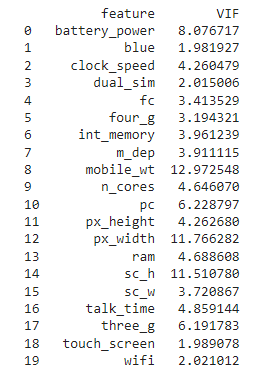 feature VIF
0 battery_power 8.076717
1 blue 1.981927
2 clock_speed 4.260479
3 dual_sim 2.015006
4 fc 3.413529
5 four_g 3.194321
6 int_memory 3.961239
7 m_dep 3.911115
8 mobile_wt 12.972548
9 n_cores 4.646070
10 pc 6.228797
11 px_height 4.262680
12 px_width 11.766282
13 ram 4.688608
14 sc_h 11.510780
15 sc_w 3.720867
16 talk_time 4.859144
17 three_g 6.191783
18 touch_screen 1.989078
19 wifi 2.021012